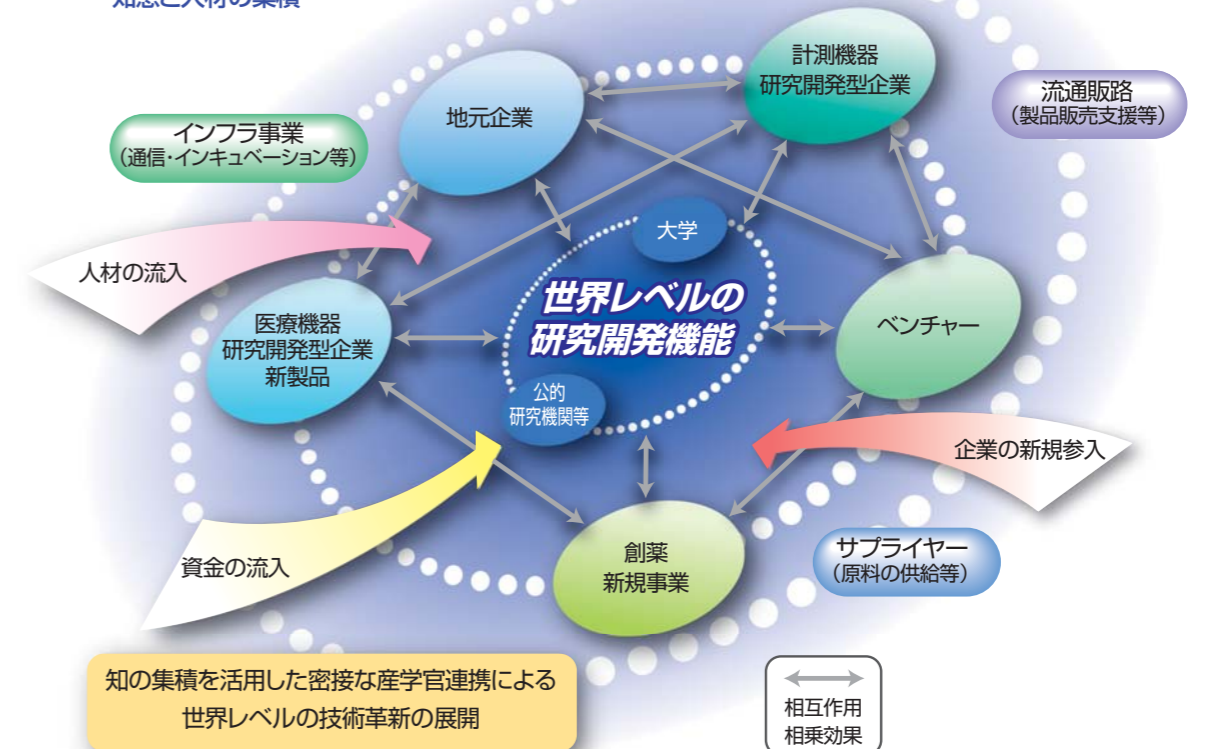 計測機器
研究開発型企業
地元企業
流通販路
(製品販売支援等)
インフラ事業
(通信・インキュベーション等)
大学
人材の流入
世界レベルの
研究開発機能
医療機器
研究開発型企業
新製品
ベンチャー
公的
研究機関等
企業の新規参入
創薬
新規事業
サプライヤー
(原料の供給等)
資金の流入
知の集積を活用した密接な産学官連携による
世界レベルの技術革新の展開
相互作用
相乗効果